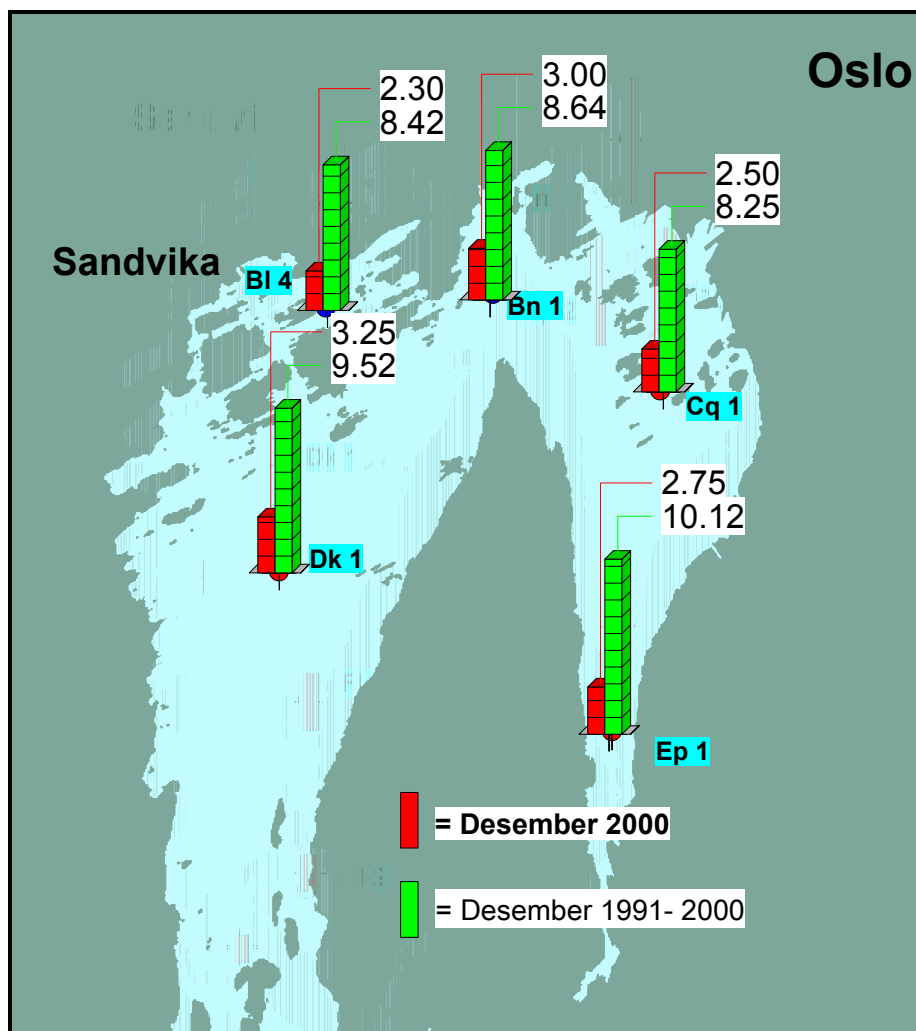 Oslo
2.30
8.42
3.00
8.64
2.50
8.25
Sandvika
Bl 4
Bn 1
3.25
9.52
Cq 1
2.75
10.12
Dk 1
Ep 1
= Desember 2000
= Desember 1991- 2000